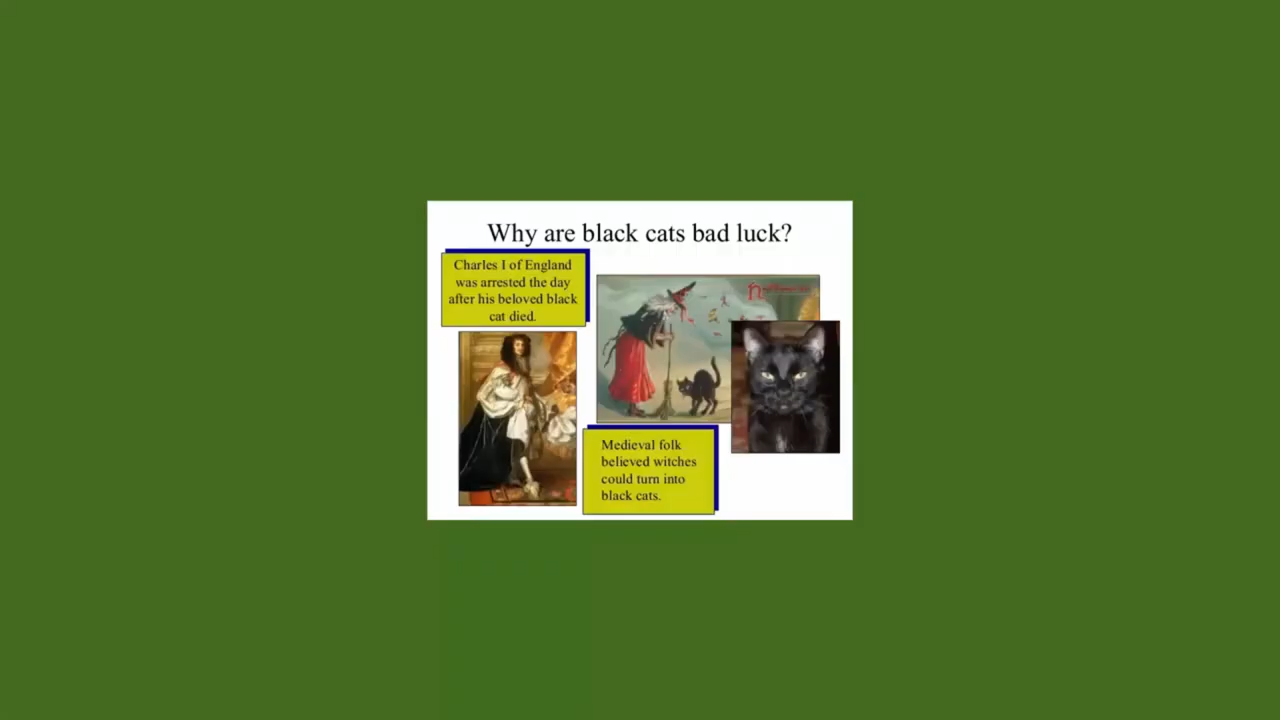 Why are black cats bad luck?
Charles I of England
was arrested the day
after his beloved black
cat died.
Medieval folk
believed witches
could turn into
black cats.